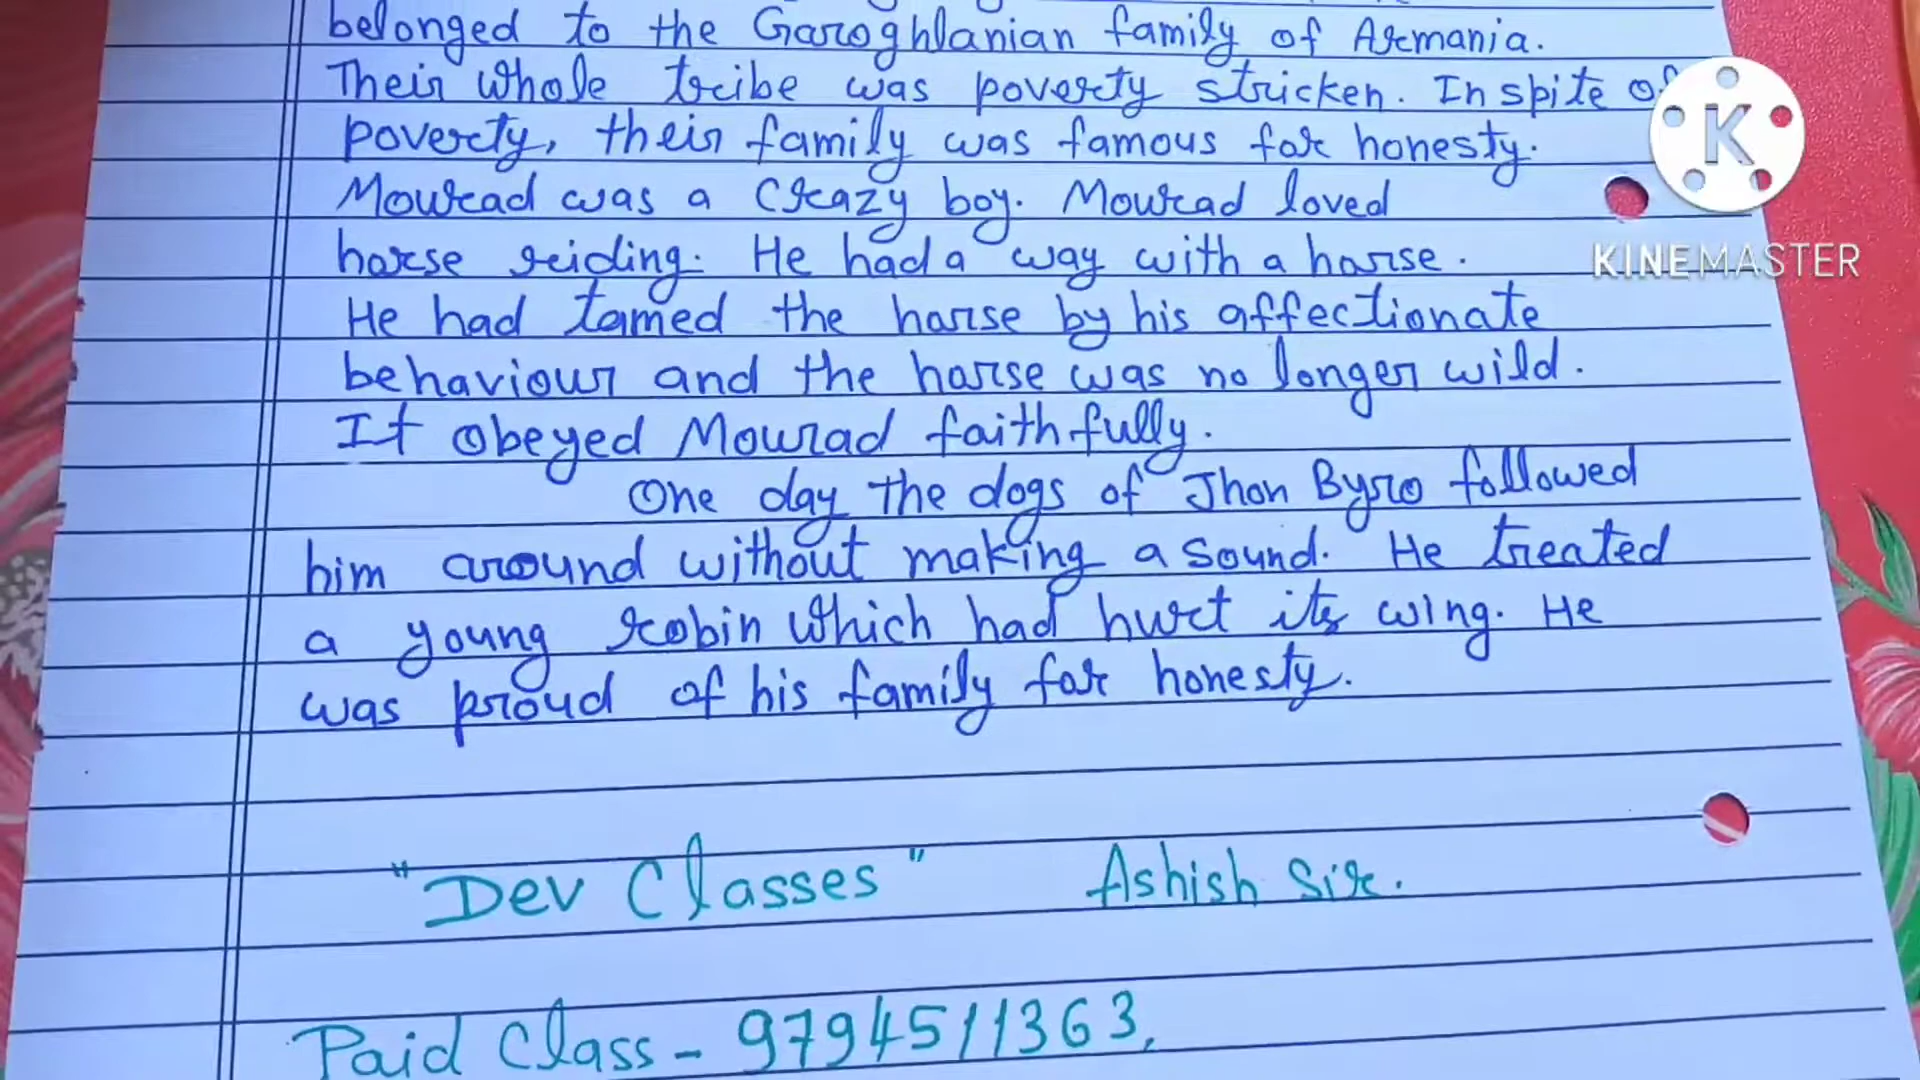 belonged to the Garoghlanian family of Armania.
Their whole tribe was poverty stricken. In spite of
poverty, their family was famous for honesty.
Mourad was a Crazy boy. Mourad loved
horse riding. He had a way with a horse.
He had tamed the horse by his affectionate
behaviour and the horse was no longer wild.
It obeyed Mourad faithfully.
One day the dogs of Jhon Byro followed
him around without making a sound. He treated
a young robin which had hurt its wing. He
was proud of his family for honesty.
"Dev Classes" Ashish Sir.
Paid Class - 9794511363,
K
KINEMASTER